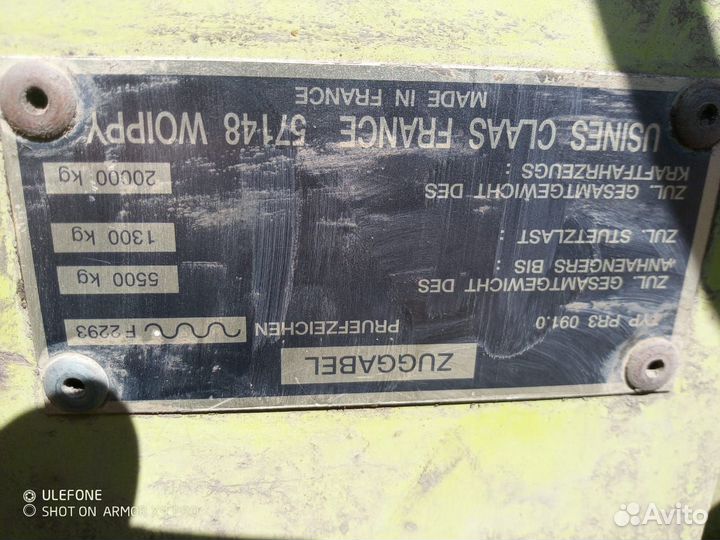 ZUGGABEL
TYP PR3 091.0 PRUEFZEICHEN F 2293
ZUL. GESAMTGEWICHT DES
ANHAENGERS BIS : 5500 kg
ZUL. STUETZLAST : 1300 kg
ZUL. GESAMTGEWICHT DES
KRAFTFAHRZEUGS : 20000 kg
USINES CLAAS FRANCE 57148 WOIPPY
MADE IN FRANCE
ULEFONE
SHOT ON ARMOR X
Avito